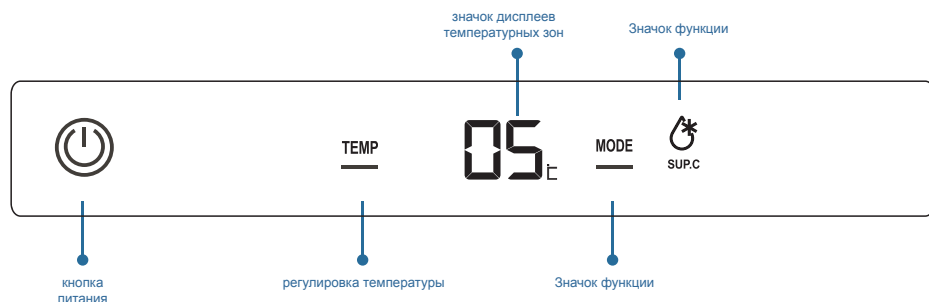 значок дисплеев
температурных зон
Значок функции
TEMP
05℃
MODE
SUP.C
кнопка
питания
регулировка температуры
Значок функции